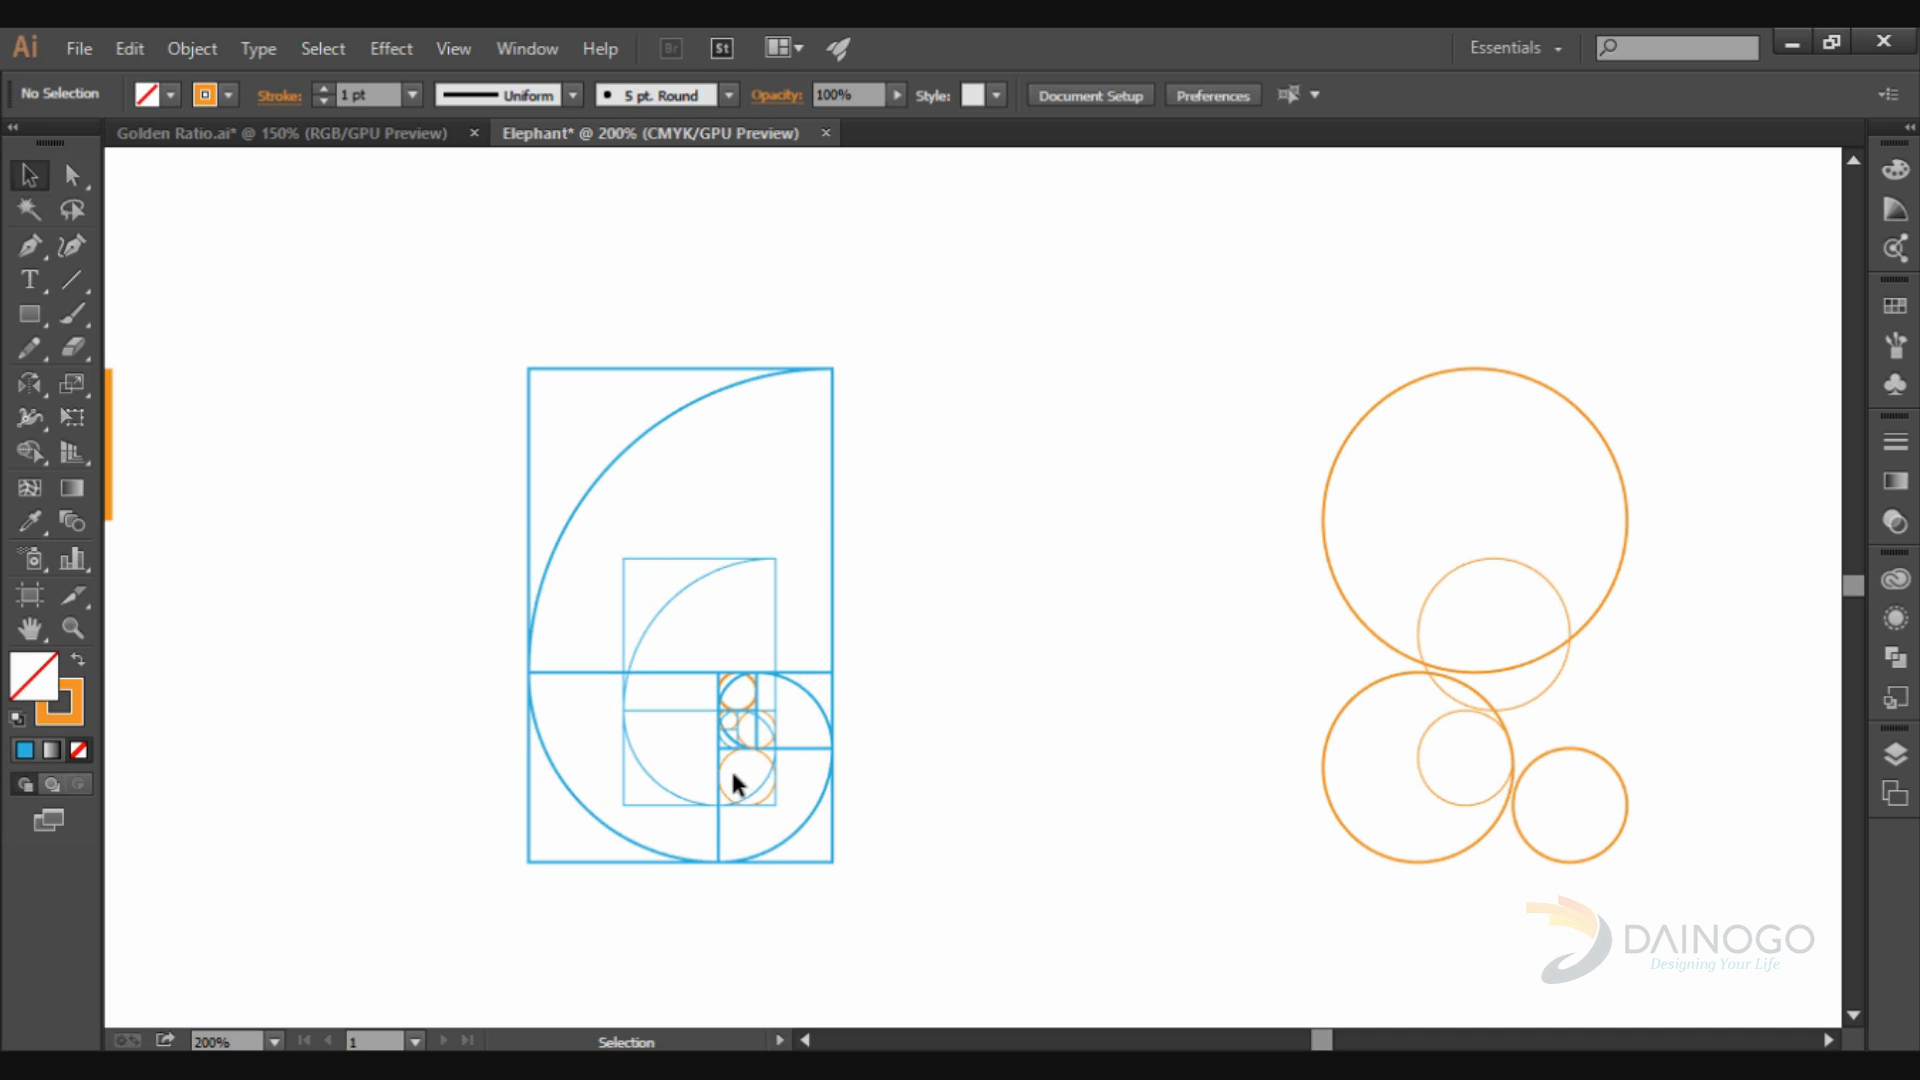 Ai File Edit Object Type Select Effect View Window Help Br St Essentials
No Selection Stroke: 1 pt Uniform 5 pt. Round Opacity: 100% Style: Document Setup Preferences
Golden Ratio.ai* @ 150% (RGB/GPU Preview) Elephant* @ 200% (CMYK/GPU Preview)
T
DAINOGO
Designing Your Life
200% 1 Selection